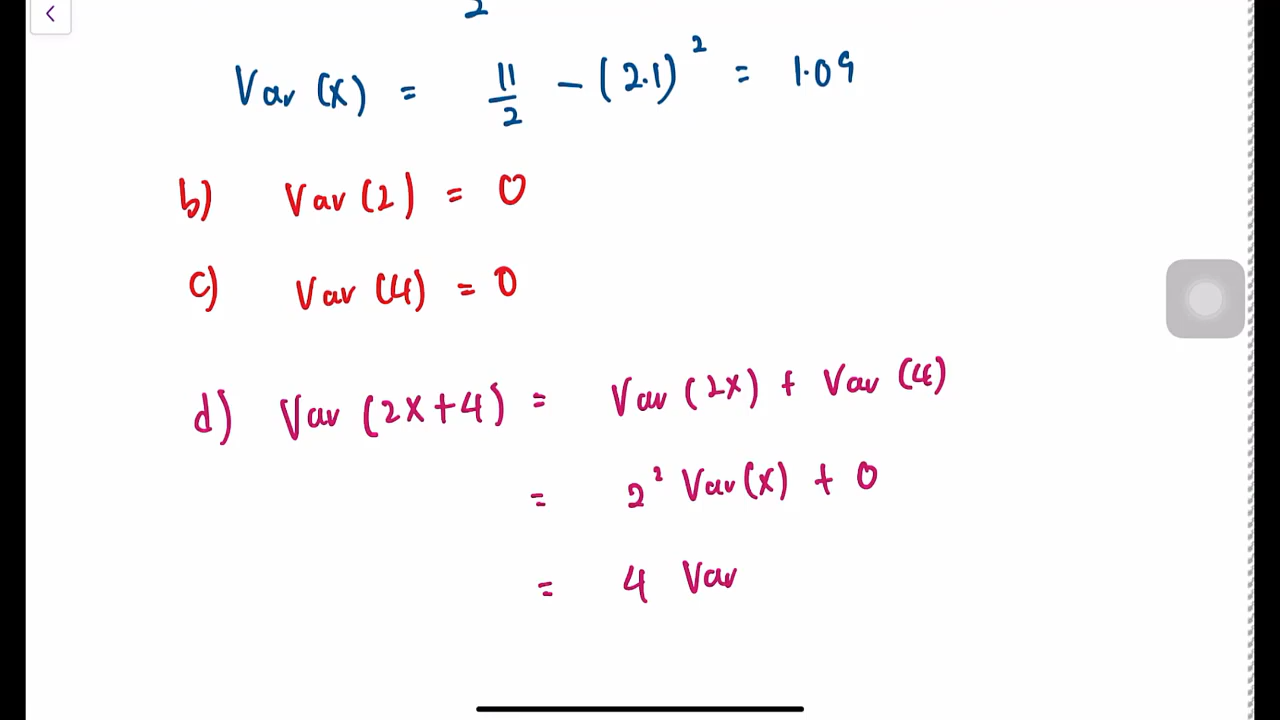 2
Var (X) = 11/2 - (2.1)² = 1.09
b) Var (2) = 0
c) Var (4) = 0
d) Var (2X+4) = Var (2X) + Var (4)
= 2² Var (X) + 0
= 4 Var